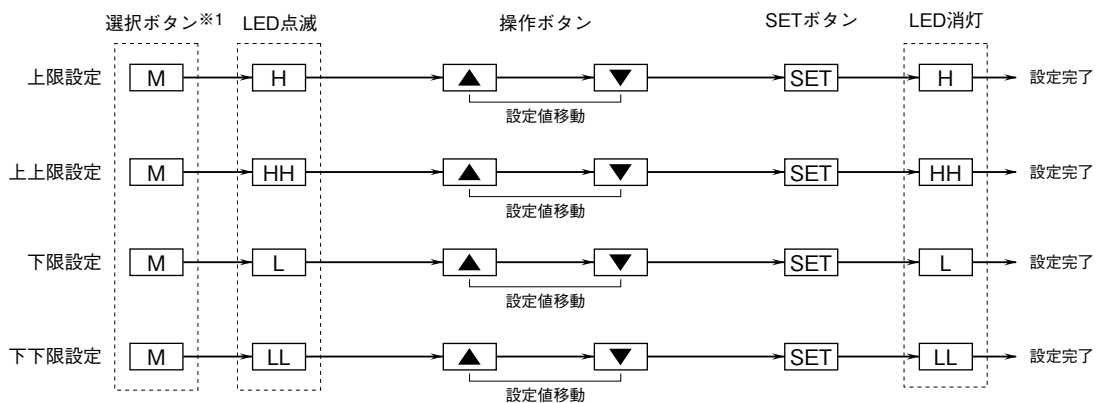 選択ボタン※1 LED点滅 操作ボタン SETボタン LED消灯
上限設定 M H ▲ ▼ SET H 設定完了
設定値移動
上上限設定 M HH ▲ ▼ SET HH 設定完了
設定値移動
下限設定 M L ▲ ▼ SET L 設定完了
設定値移動
下下限設定 M LL ▲ ▼ SET LL 設定完了
設定値移動